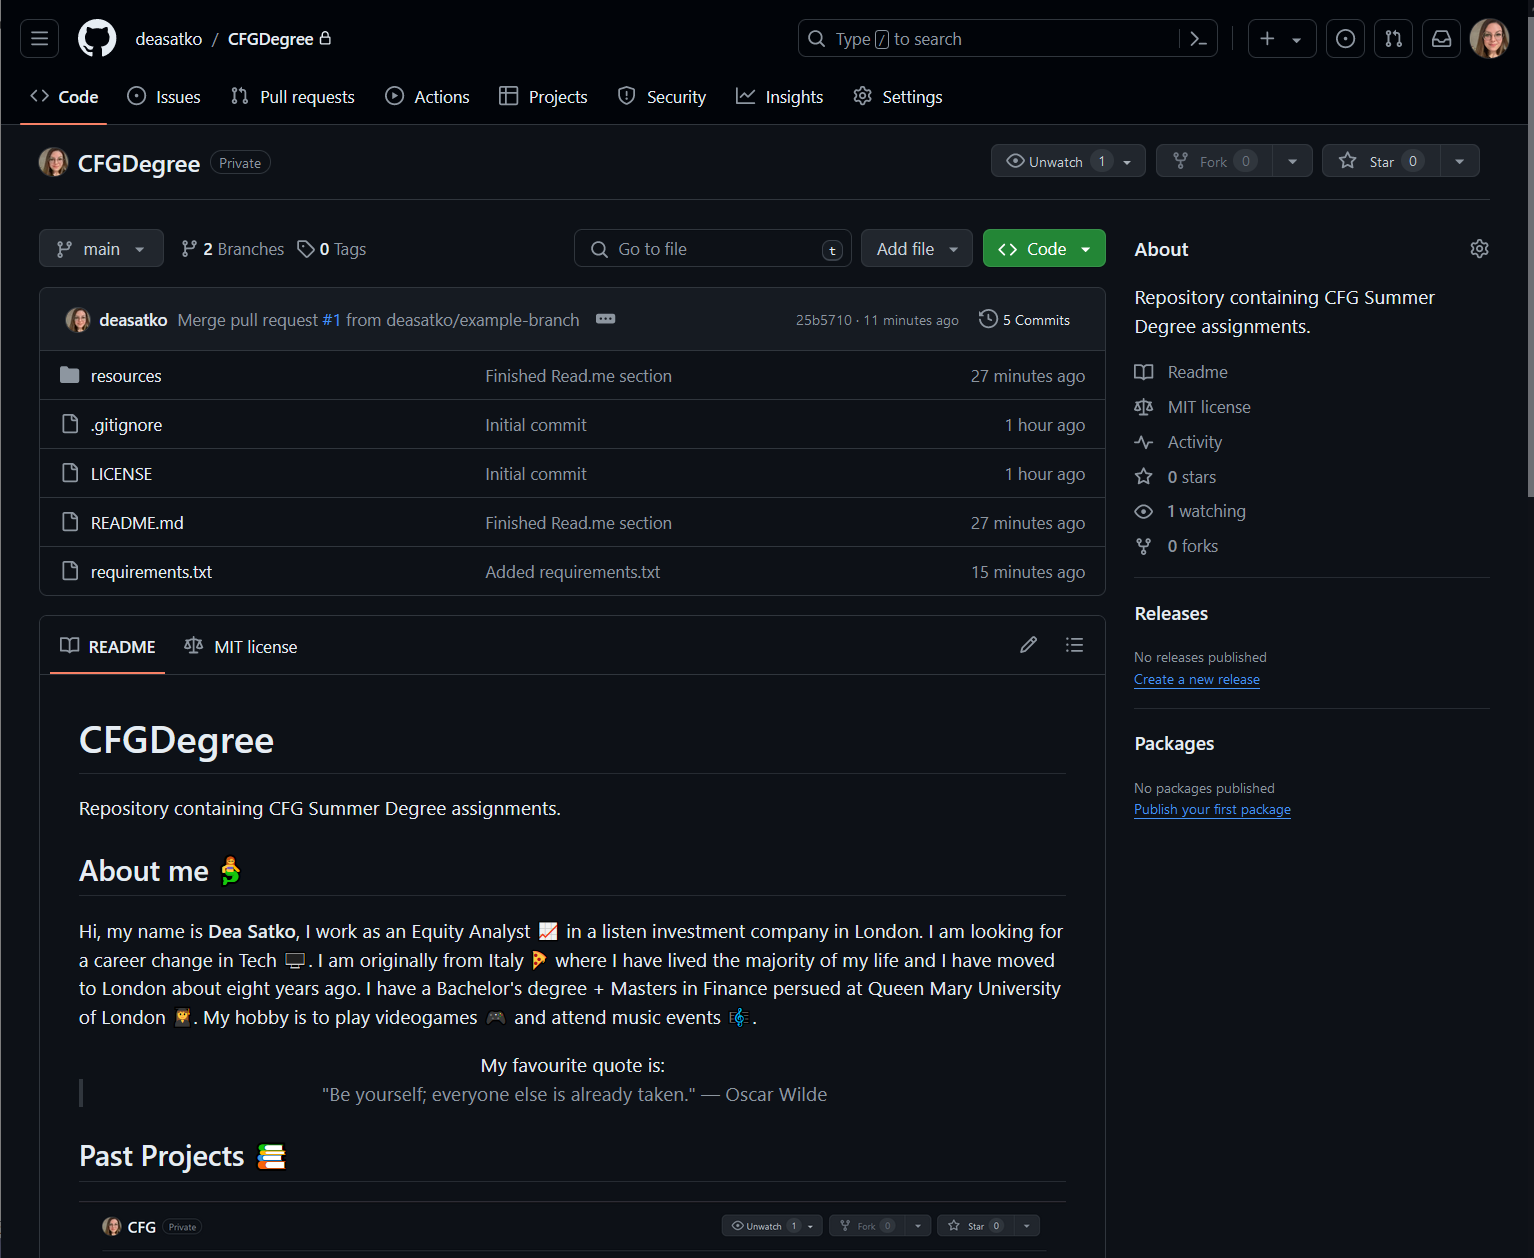 deasatko / CFGDegree
Type / to search
Code Issues Pull requests Actions Projects Security Insights Settings
CFGDegree Private
Unwatch 1 Fork 0 Star 0
main 2 Branches 0 Tags
Go to file t
Add file Code
deasatko Merge pull request #1 from deasatko/example-branch
25b5710 · 11 minutes ago 5 Commits
resources Finished Read.me section 27 minutes ago
.gitignore Initial commit 1 hour ago
LICENSE Initial commit 1 hour ago
README.md Finished Read.me section 27 minutes ago
requirements.txt Added requirements.txt 15 minutes ago
README MIT license
CFGDegree
Repository containing CFG Summer Degree assignments.
About me
Hi, my name is Dea Satko, I work as an Equity Analyst in a listen investment company in London. I am looking for
a career change in Tech . I am originally from Italy where I have lived the majority of my life and I have moved
to London about eight years ago. I have a Bachelor's degree + Masters in Finance persued at Queen Mary University
of London . My hobby is to play videogames and attend music events .
My favourite quote is:
"Be yourself; everyone else is already taken." — Oscar Wilde
Past Projects
CFG Private
Unwatch 1 Fork 0 Star 0
About
Repository containing CFG Summer
Degree assignments.
Readme
MIT license
Activity
0 stars
1 watching
0 forks
Releases
No releases published
Create a new release
Packages
No packages published
Publish your first package